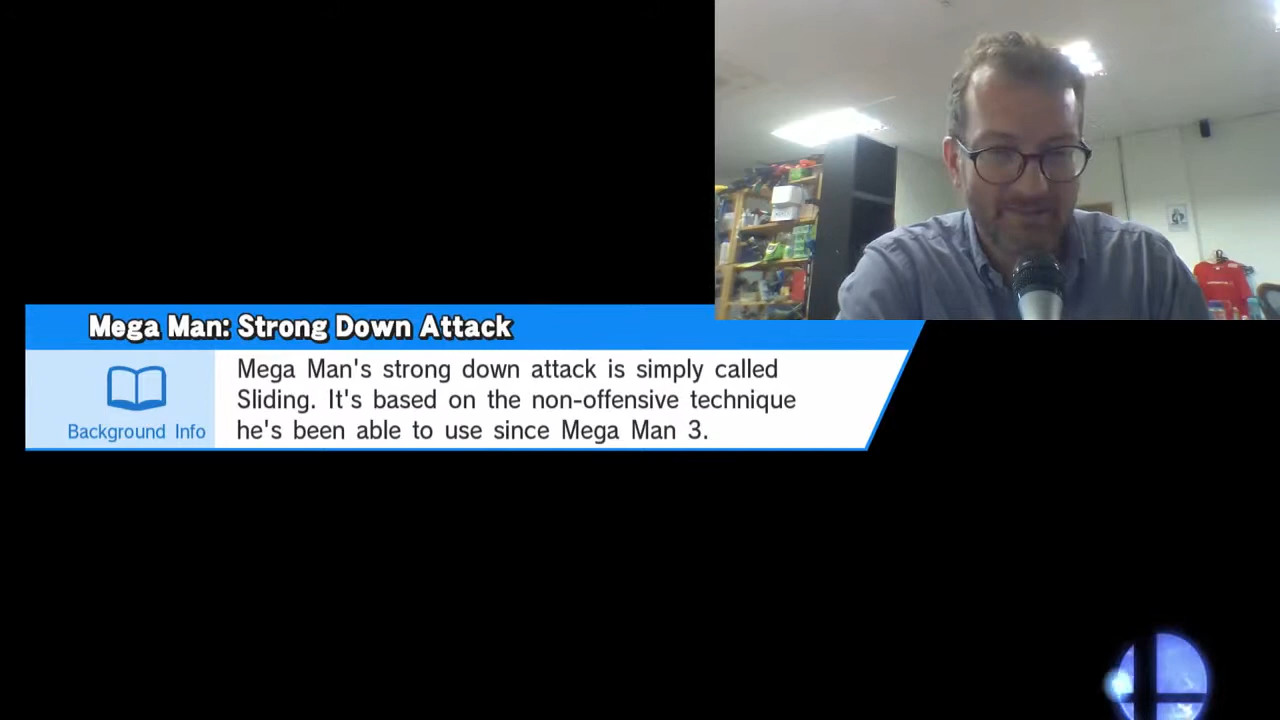 Mega Man: Strong Down Attack
Mega Man's strong down attack is simply called
Sliding. It's based on the non-offensive technique
he's been able to use since Mega Man 3.
Background Info